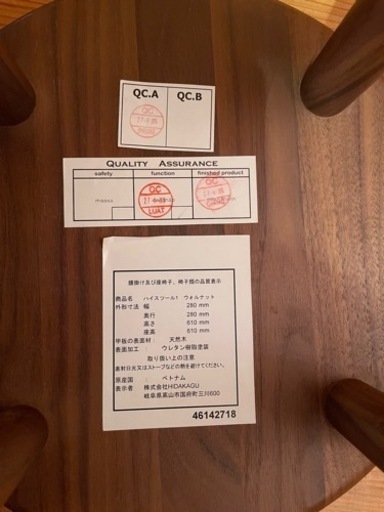 QC.A QC.B
QC
QUALITY ASSURANCE
safety function finished product
QC QC
LUAT
腰掛け及び座椅子、椅子類の品質表示
商品名 ハイスツール1 ウォルナット
外形寸法 幅 280 mm
奥行 280 mm
高さ 610 mm
座高 610 mm
甲板の表面材 天然木
表面加工: ウレタン樹脂塗装
取り扱い上の注意
直射日光又はストーブなどの熱を避けてください。
原産国: ベトナム
表示者: 株式会社HIDAKAGU
岐阜県高山市国府町三川600
46142718